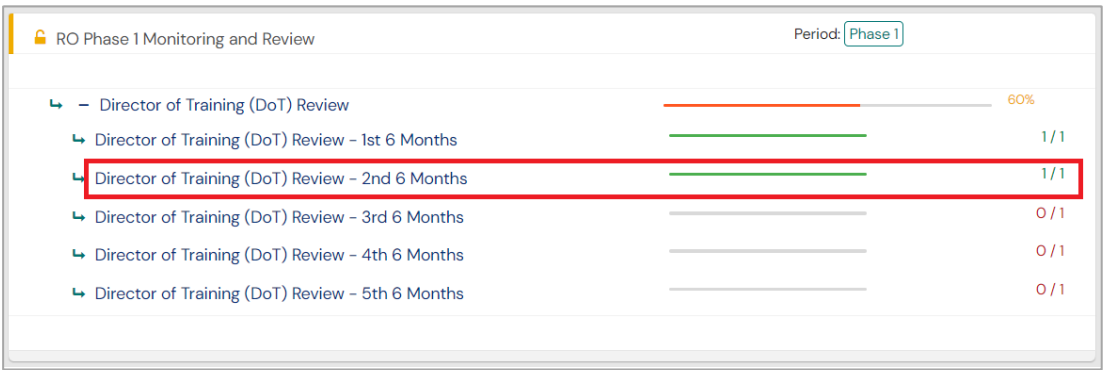 RO Phase 1 Monitoring and Review Period: Phase 1
Director of Training (DoT) Review 60%
Director of Training (DoT) Review - 1st 6 Months 1 / 1
Director of Training (DoT) Review - 2nd 6 Months 1 / 1
Director of Training (DoT) Review - 3rd 6 Months 0 / 1
Director of Training (DoT) Review - 4th 6 Months 0 / 1
Director of Training (DoT) Review - 5th 6 Months 0 / 1